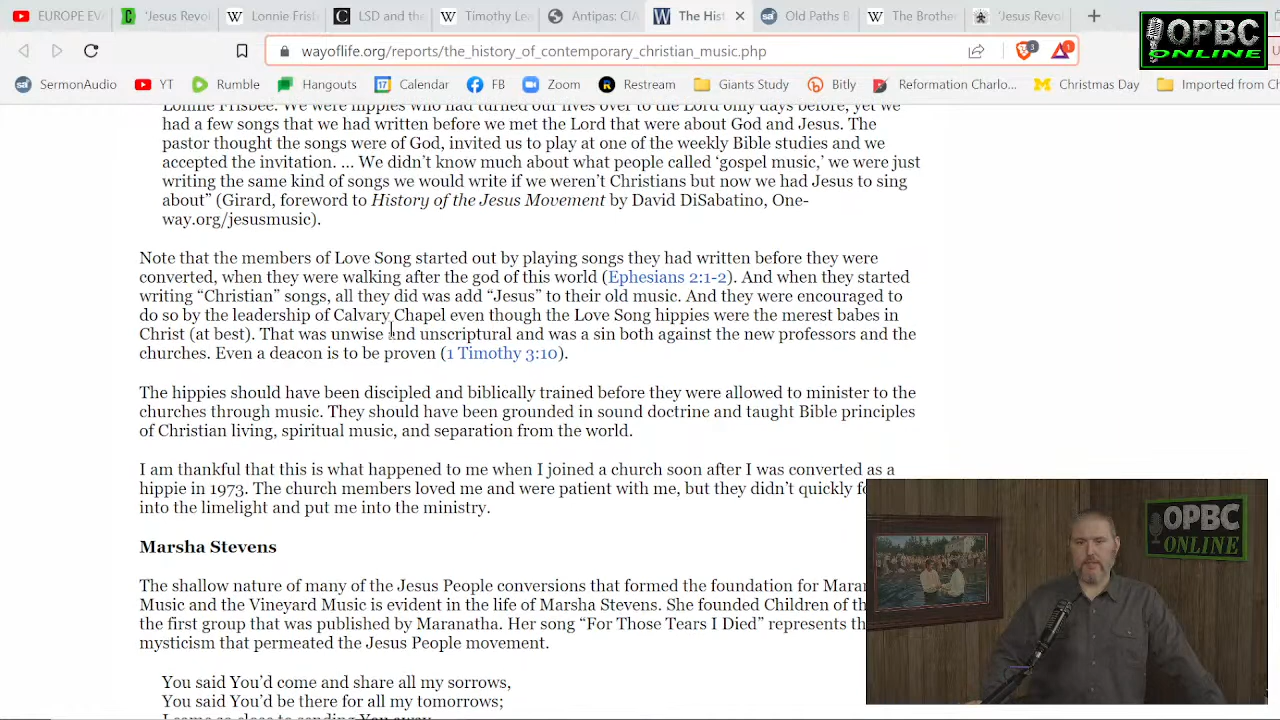 EUROPE EV
'Jesus Revol
Lonnie Frist
LSD and the
Timothy Lea
Antipas: CIA
The Hist
Old Paths B
The Brother
'Jesus Revol
OPBC
ONLINE
wayoflife.org/reports/the_history_of_contemporary_christian_music.php
3
1
SermonAudio
YT
Rumble
Hangouts
17
Calendar
FB
Zoom
Restream
Giants Study
Bitly
Reformation Charlo...
Christmas Day
Imported from C
Lonnie Frisbee. We were hippies who had turned our lives over to the Lord only days before, yet we
had a few songs that we had written before we met the Lord that were about God and Jesus. The
pastor thought the songs were of God, invited us to play at one of the weekly Bible studies and we
accepted the invitation. ... We didn't know much about what people called 'gospel music,' we were just
writing the same kind of songs we would write if we weren't Christians but now we had Jesus to sing
about" (Girard, foreword to History of the Jesus Movement by David DiSabatino, One-
way.org/jesusmusic).
Note that the members of Love Song started out by playing songs they had written before they were
converted, when they were walking after the god of this world (Ephesians 2:1-2). And when they started
writing "Christian" songs, all they did was add "Jesus" to their old music. And they were encouraged to
do so by the leadership of Calvary Chapel even though the Love Song hippies were the merest babes in
Christ (at best). That was unwise and unscriptural and was a sin both against the new professors and the
churches. Even a deacon is to be proven (1 Timothy 3:10).
The hippies should have been discipled and biblically trained before they were allowed to minister to the
churches through music. They should have been grounded in sound doctrine and taught Bible principles
of Christian living, spiritual music, and separation from the world.
I am thankful that this is what happened to me when I joined a church soon after I was converted as a
hippie in 1973. The church members loved me and were patient with me, but they didn't quickly fo
into the limelight and put me into the ministry.
Marsha Stevens
The shallow nature of many of the Jesus People conversions that formed the foundation for Maran
Music and the Vineyard Music is evident in the life of Marsha Stevens. She founded Children of th
the first group that was published by Maranatha. Her song "For Those Tears I Died" represents th
mysticism that permeated the Jesus People movement.
You said You'd come and share all my sorrows,
You said You'd be there for all my tomorrows;
I came so close to sending You away,
OPBC
ONLINE